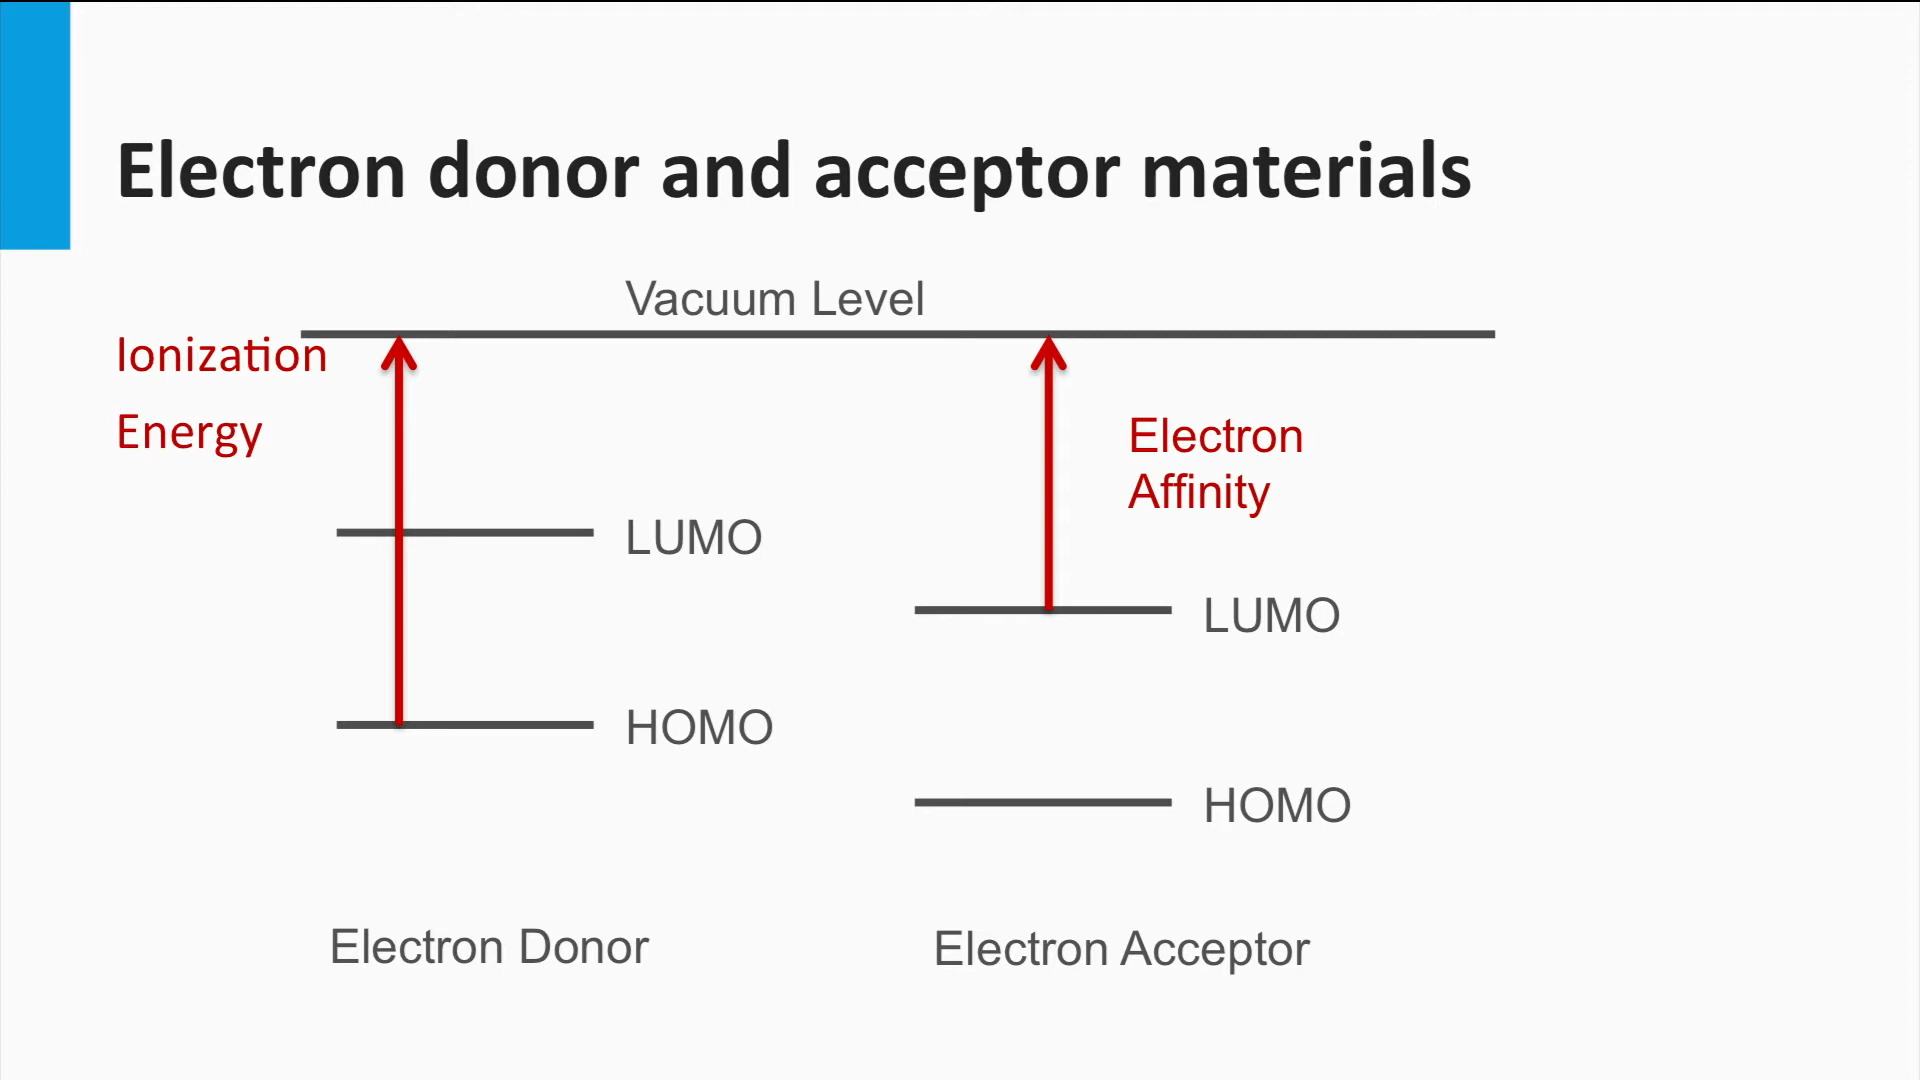 Electron donor and acceptor materials
Vacuum Level
Ionization
Energy
Electron
Affinity
LUMO
LUMO
HOMO
HOMO
Electron Donor
Electron Acceptor